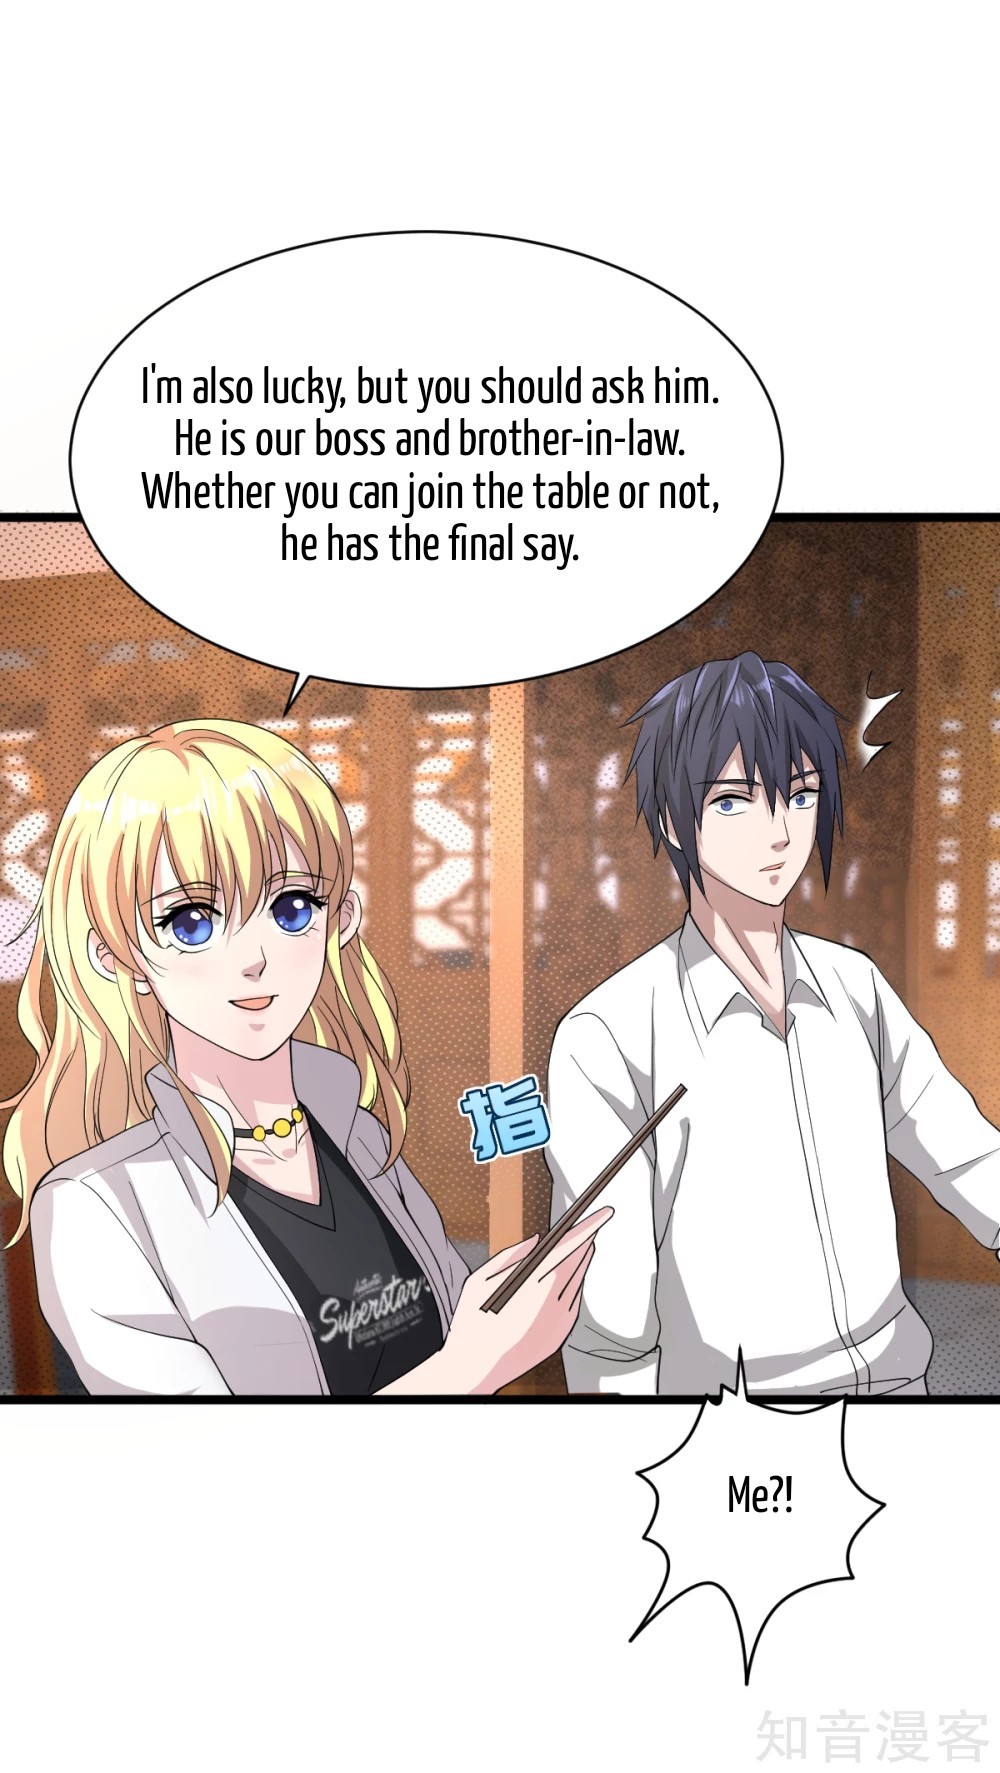 I'm also lucky, but you should ask him.
He is our boss and brother-in-law.
Whether you can join the table or not,
he has the final say.
指
Authentic
Superstar
Me?!
知音漫客